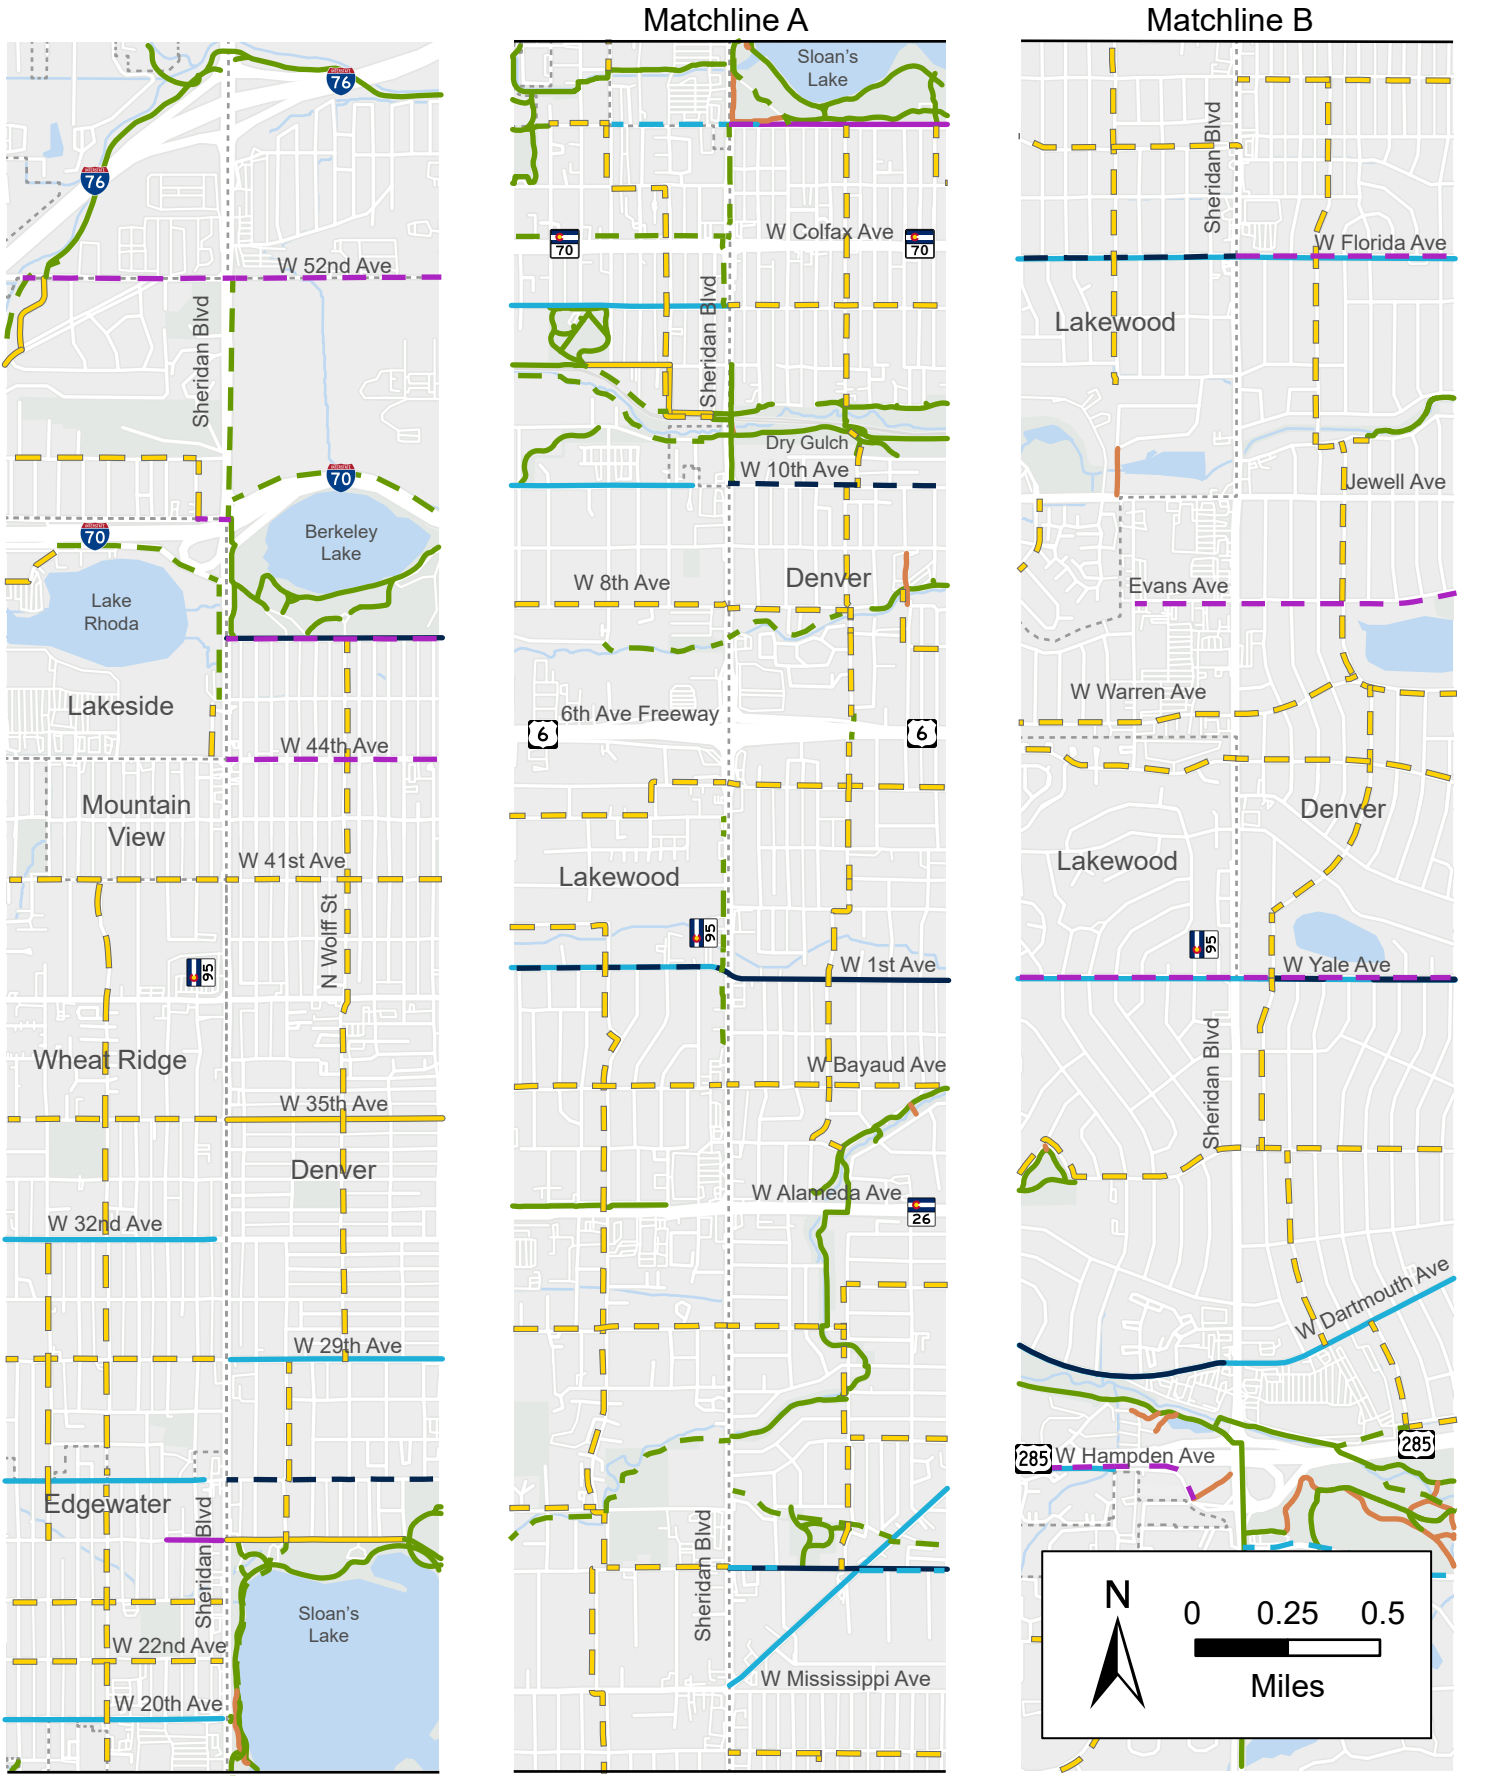 Matchline A
Matchline B
76
76
W 52nd Ave
Sheridan Blvd
70
70
Berkeley
Lake
Lake
Rhoda
Lakeside
W 44th Ave
Mountain
View
W 41st Ave
N Wolff St
95
Wheat Ridge
W 35th Ave
Denver
W 32nd Ave
W 29th Ave
Edgewater
Sheridan Blvd
Sloan's
Lake
W 22nd Ave
W 20th Ave
Sloan's
Lake
W Colfax Ave
70
70
Sheridan Blvd
Dry Gulch
W 10th Ave
W 8th Ave
Denver
6th Ave Freeway
6
6
Lakewood
95
W 1st Ave
W Bayaud Ave
W Alameda Ave
26
Sheridan Blvd
W Mississippi Ave
Sheridan Blvd
W Florida Ave
Lakewood
Jewell Ave
Evans Ave
W Warren Ave
Denver
Lakewood
95
W Yale Ave
Sheridan Blvd
W Dartmouth Ave
285
285
W Hampden Ave
N
0 0.25 0.5
Miles